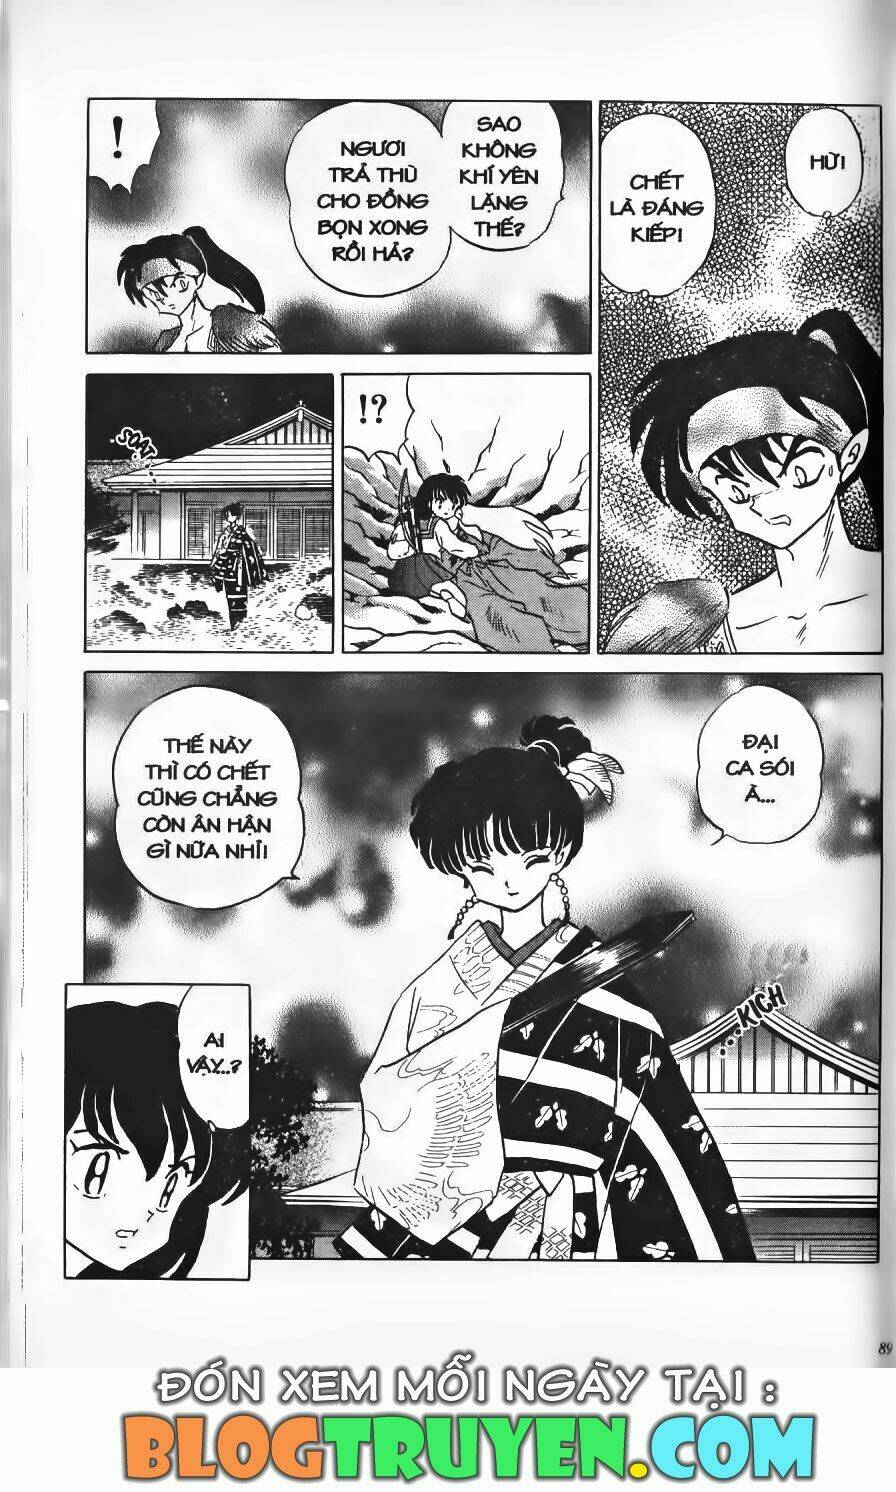 HỪ!
CHẾT
LÀ ĐÁNG
KIẾP!
SAO
KHÔNG
KHÍ YÊN
LẶNG
THẾ?
NGƯƠI
TRẢ THÙ
CHO ĐỒNG
BỌN XONG
RỒI HẢ?
!
!?
SOẠT
ĐẠI
CA SÓI
À...
THẾ NÀY
THÌ CÓ CHẾT
CŨNG CHẲNG
CÒN ÂN HẬN
GÌ NỮA NHỈ!
...KỊCH
AI
VẬY..?
89
ĐÓN XEM MỖI NGÀY TẠI :
BLOGTRUYEN.COM